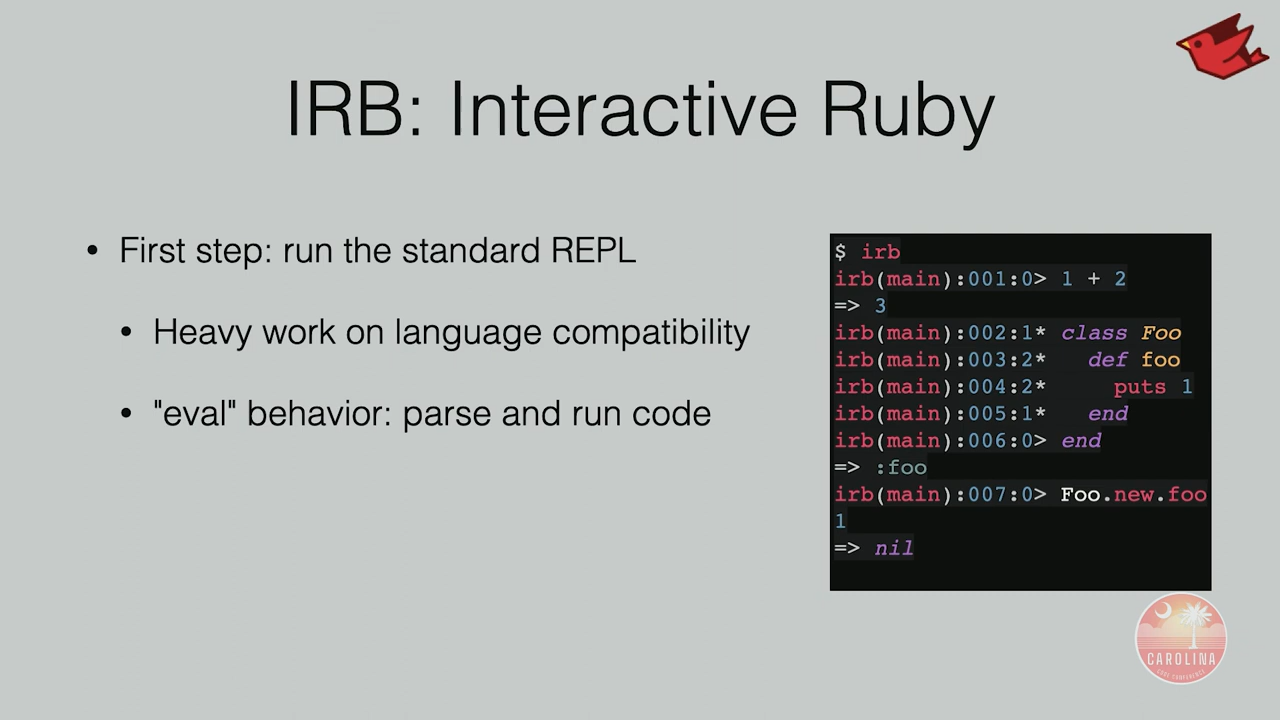 IRB: Interactive Ruby
• First step: run the standard REPL
• Heavy work on language compatibility
• "eval" behavior: parse and run code
$ irb
irb(main):001:0> 1 + 2
=> 3
irb(main):002:1* class Foo
irb(main):003:2*   def foo
irb(main):004:2*     puts 1
irb(main):005:1*   end
irb(main):006:0> end
=> :foo
irb(main):007:0> Foo.new.foo
1
=> nil
CAROLINA
CODE CONFERENCE